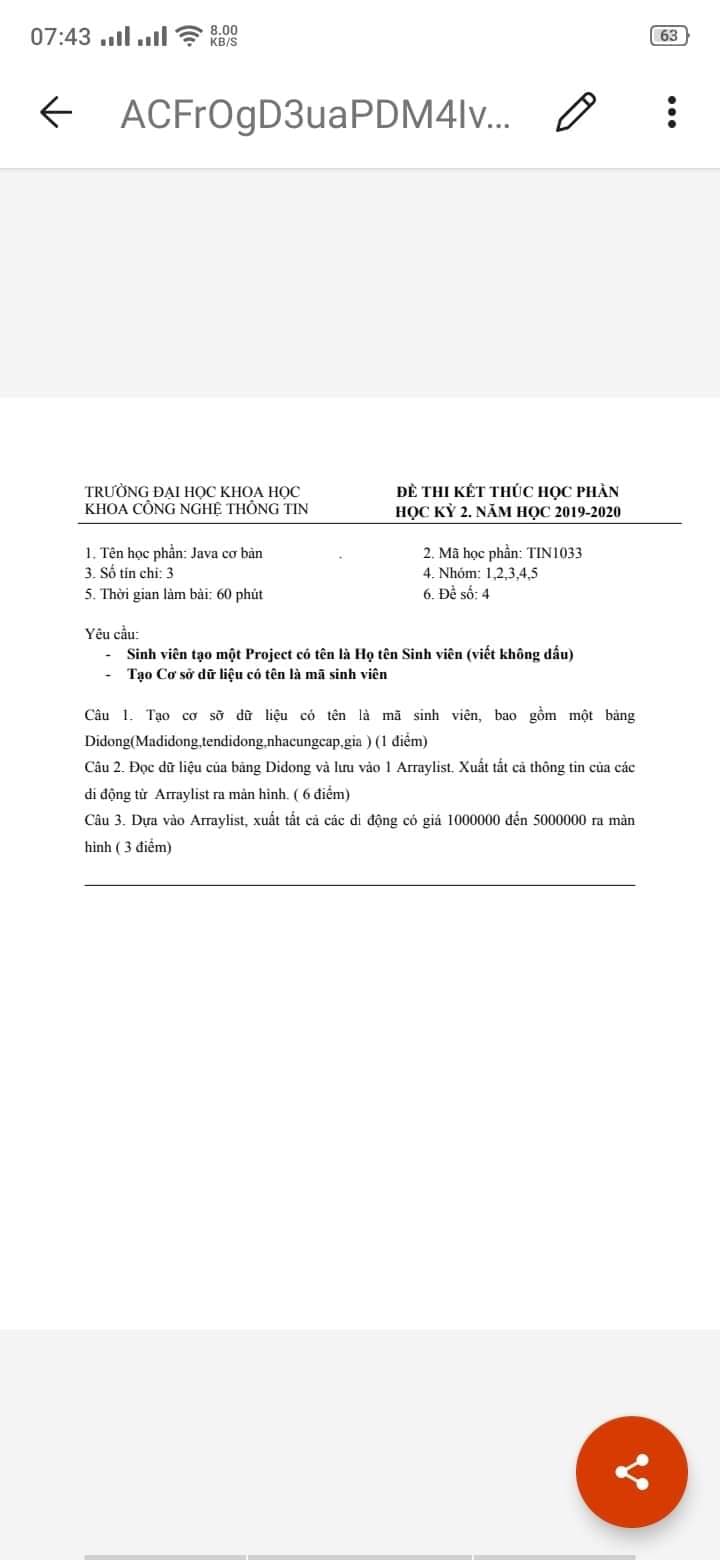 07:43
8.00
KB/S
63
ACFrOgD3uaPDM4Iv...
TRƯỜNG ĐẠI HỌC KHOA HỌC
KHOA CÔNG NGHỆ THÔNG TIN
ĐỀ THI KẾT THÚC HỌC PHẦN
HỌC KỲ 2. NĂM HỌC 2019-2020
1. Tên học phần: Java cơ bản
2. Mã học phần: TIN1033
3. Số tín chỉ: 3
4. Nhóm: 1,2,3,4,5
5. Thời gian làm bài: 60 phút
6. Đề số: 4
Yêu cầu:
- Sinh viên tạo một Project có tên là Họ tên Sinh viên (viết không dấu)
- Tạo Cơ sở dữ liệu có tên là mã sinh viên
Câu 1. Tạo cơ sỡ dữ liệu có tên là mã sinh viên, bao gồm một bảng
Didong(Madidong,tendidong,nhacungcap,gia ) (1 điểm)
Câu 2. Đọc dữ liệu của bảng Didong và lưu vào 1 Arraylist. Xuất tất cả thông tin của các
di động từ Arraylist ra màn hình. ( 6 điểm)
Câu 3. Dựa vào Arraylist, xuất tất cả các di động có giá 1000000 đến 5000000 ra màn
hình ( 3 điểm)